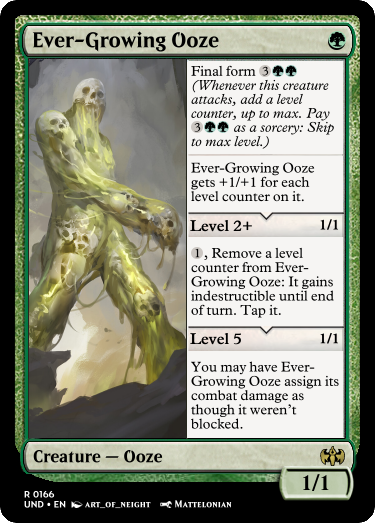 Ever-Growing Ooze
Final form 3
(Whenever this creature
attacks, add a level
counter, up to max. Pay
3 as a sorcery: Skip
to max level.)
Ever-Growing Ooze
gets +1/+1 for each
level counter on it.
Level 2+ 1/1
1, Remove a level
counter from Ever-
Growing Ooze: It gains
indestructible until end
of turn. Tap it.
Level 5 1/1
You may have Ever-
Growing Ooze assign its
combat damage as
though it weren't
blocked.
Creature — Ooze
1/1
R 0166
UND • EN ART_OF_NEIGHT MATTELONIAN